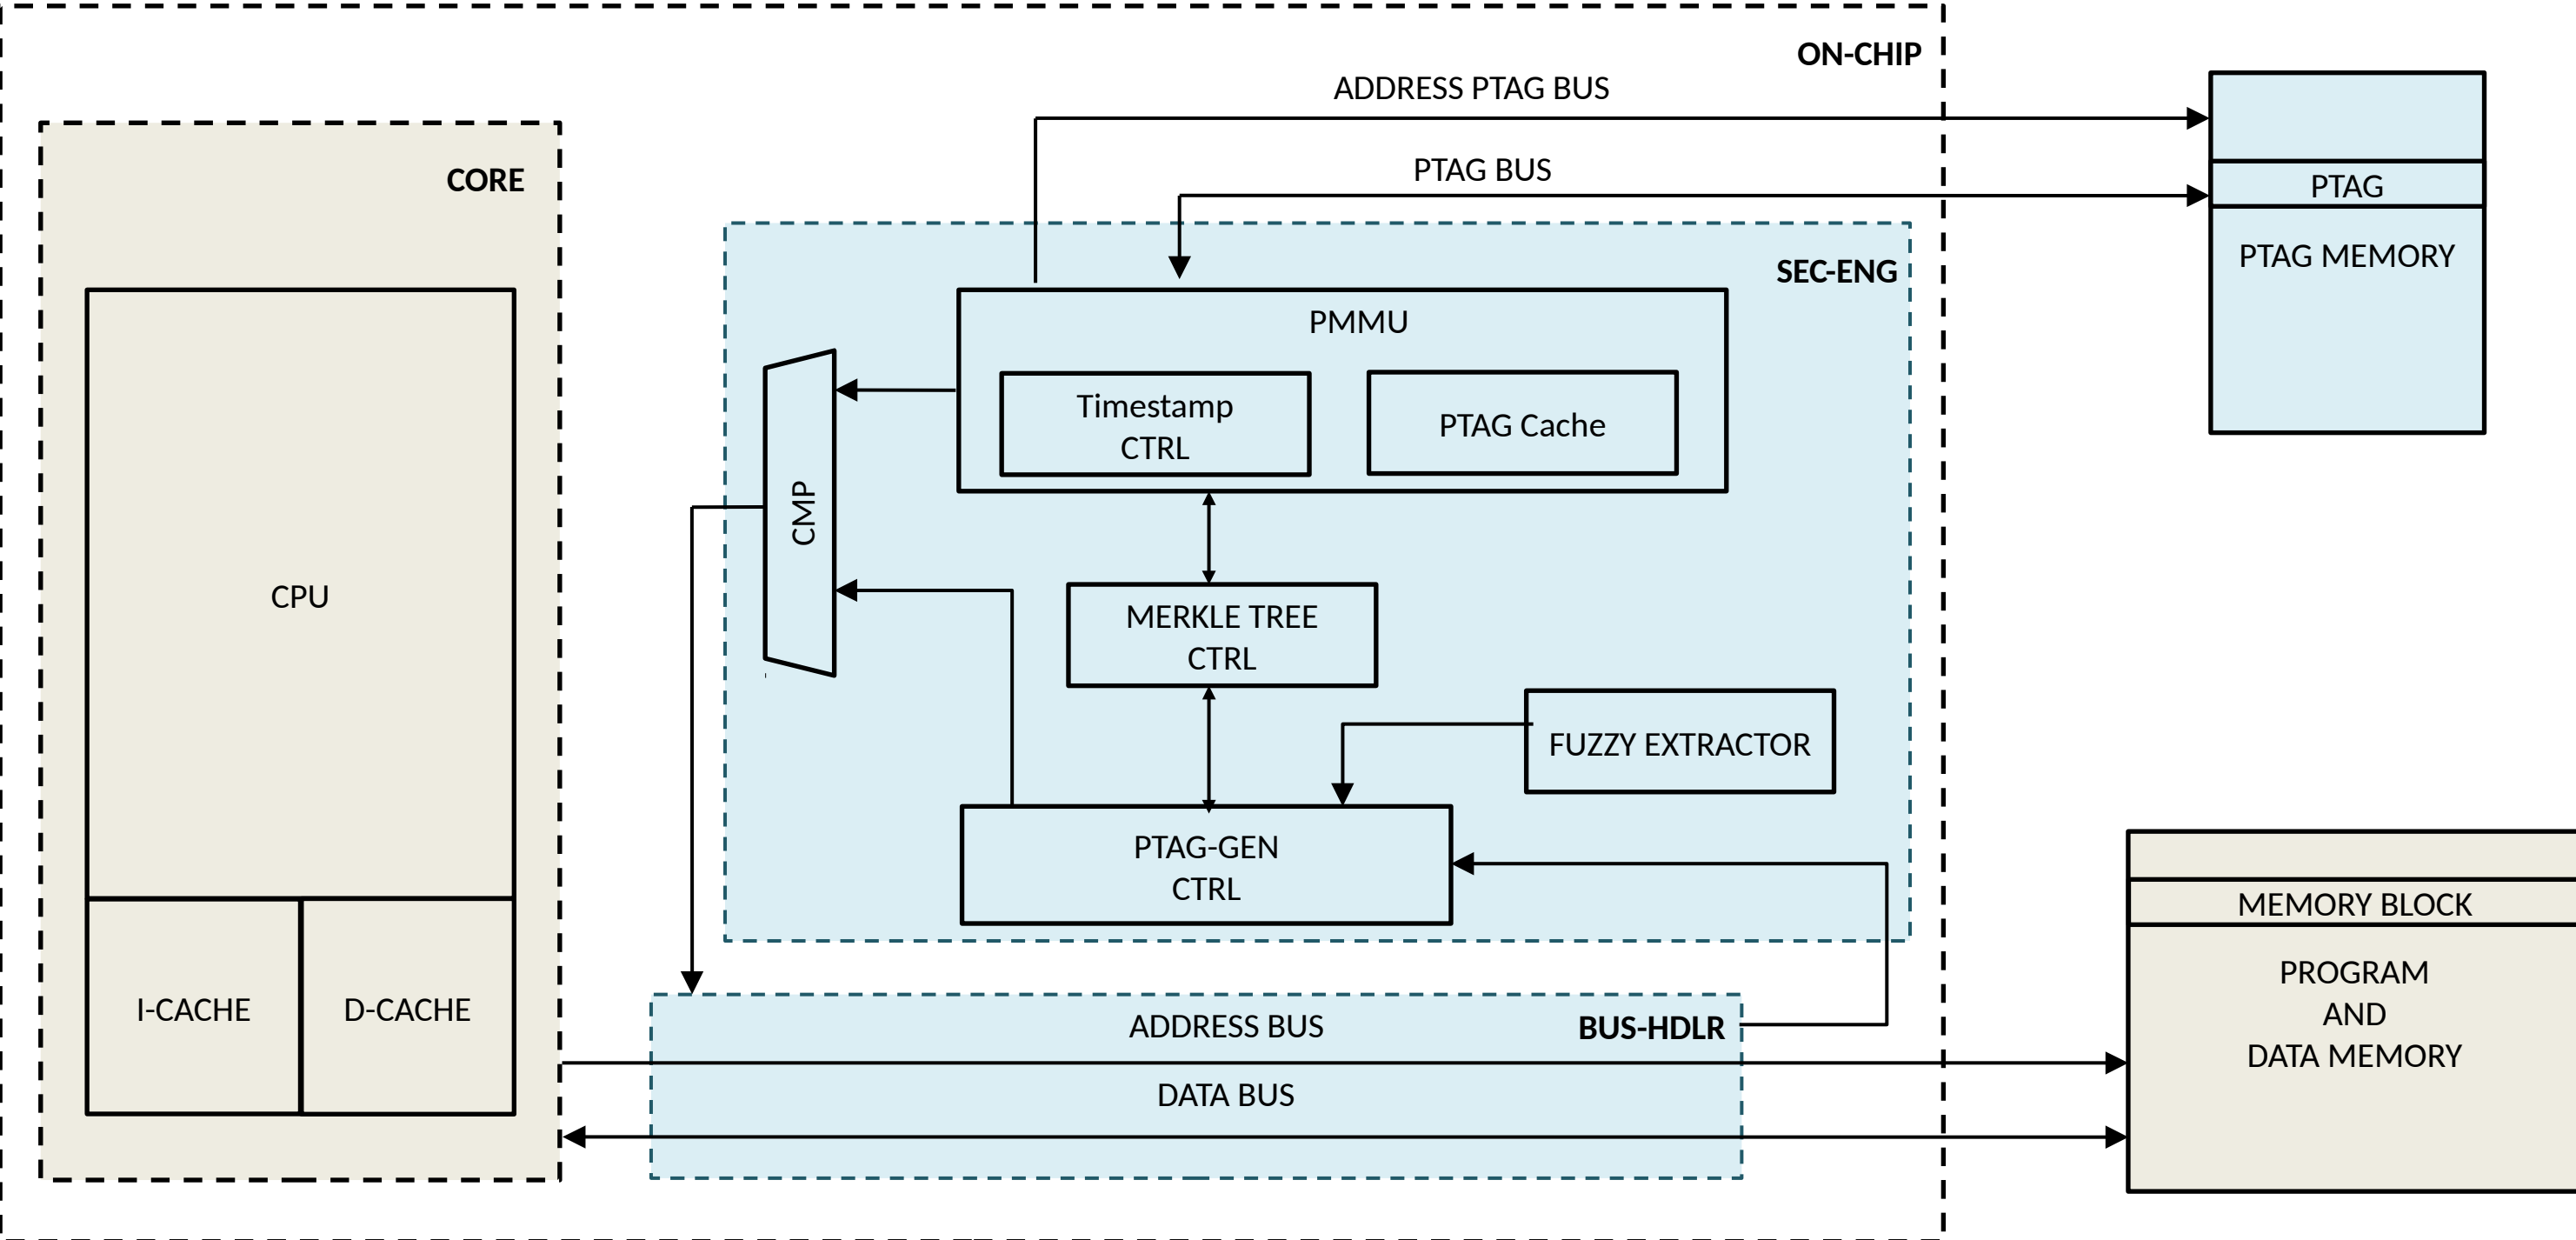 ON-CHIP
ADDRESS PTAG BUS
PTAG BUS
CORE
CPU
I-CACHE
D-CACHE
SEC-ENG
PMMU
Timestamp
CTRL
PTAG Cache
CMP
MERKLE TREE
CTRL
FUZZY EXTRACTOR
PTAG-GEN
CTRL
ADDRESS BUS
BUS-HDLR
DATA BUS
PTAG
PTAG MEMORY
MEMORY BLOCK
PROGRAM
AND
DATA MEMORY